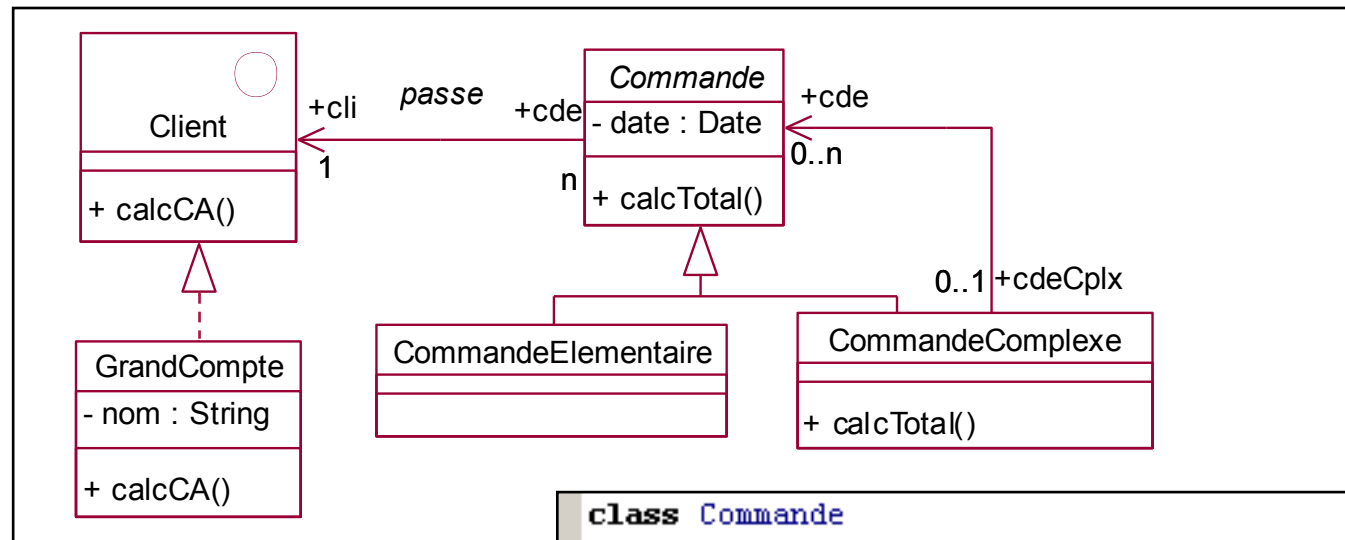 Client
+ calcCA()
+cli
1
passe
+cde
n
Commande
- date : Date
+ calcTotal()
+cde
0..n
0..1
+cdeCplx
GrandCompte
- nom : String
+ calcCA()
CommandeElementaire
CommandeComplexe
+ calcTotal()
class Commande